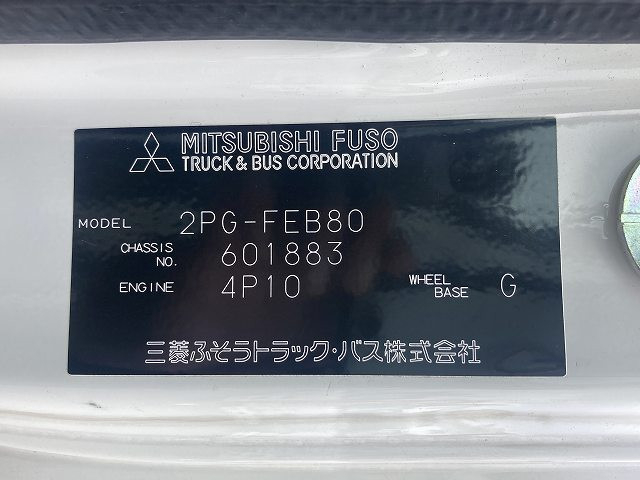 MITSUBISHI FUSO
TRUCK & BUS CORPORATION
MODEL 2PG-FEB80
CHASSIS NO. 601883
ENGINE 4P10 WHEEL BASE G
三菱ふそうトラック・バス株式会社